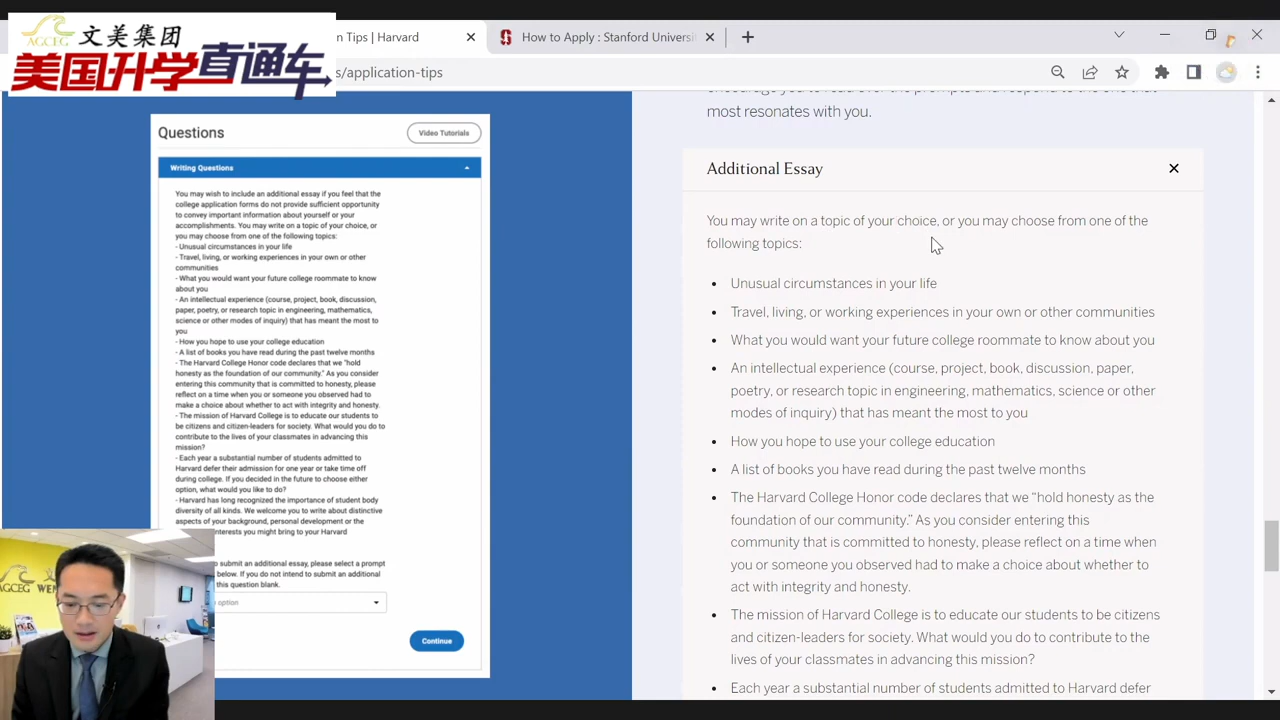 AGCEG 文美集团
美国升学直通车
n Tips | Harvard
How to Apply : Stanford Universi
s/application-tips
Questions
Video Tutorials
Writing Questions
You may wish to include an additional essay if you feel that the
college application forms do not provide sufficient opportunity
to convey important information about yourself or your
accomplishments. You may write on a topic of your choice, or
you may choose from one of the following topics:
- Unusual circumstances in your life
- Travel, living, or working experiences in your own or other
communities
- What you would want your future college roommate to know
about you
- An intellectual experience (course, project, book, discussion,
paper, poetry, or research topic in engineering, mathematics,
science or other modes of inquiry) that has meant the most to
you
- How you hope to use your college education
- A list of books you have read during the past twelve months
- The Harvard College Honor code declares that we "hold
honesty as the foundation of our community." As you consider
entering this community that is committed to honesty, please
reflect on a time when you or someone you observed had to
make a choice about whether to act with integrity and honesty.
- The mission of Harvard College is to educate our students to
be citizens and citizen-leaders for society. What would you do to
contribute to the lives of your classmates in advancing this
mission?
- Each year a substantial number of students admitted to
Harvard defer their admission for one year or take time off
during college. If you decided in the future to choose either
option, what would you like to do?
- Harvard has long recognized the importance of student body
diversity of all kinds. We welcome you to write about distinctive
aspects of your background, personal development or the
nterests you might bring to your Harvard
submit an additional essay, please select a prompt
below. If you do not intend to submit an additional
this question blank.
option
Continue
AGCEG WE
most resonates with you.
Additional Essay
You may write on a topic of your choice, or you may choose from one of the
following topics:
• Unusual circumstances in your life
• Travel, living, or working experiences in your own or other communities
• What you would want your future college roommate to know about you
• An intellectual experience (course, project, book, discussion, paper,
poetry, or research topic in engineering, mathematics, science or other
modes of inquiry) that has meant the most to you
• How you hope to use your college education
• A list of books you have read during the past twelve months
• The Harvard College Honor code declares that we "hold honesty as the
foundation of our community." As you consider entering this
community that is committed to honesty, please reflect on a time when
you or someone you observed had to make a choice about whether to
act with integrity and honesty.
• The mission of Harvard College is to educate our students to be citizens
and citizen-leaders for society. What would you do to contribute to the
lives of your classmates in advancing this mission?
• Each year a substantial number of students admitted to Harvard defer